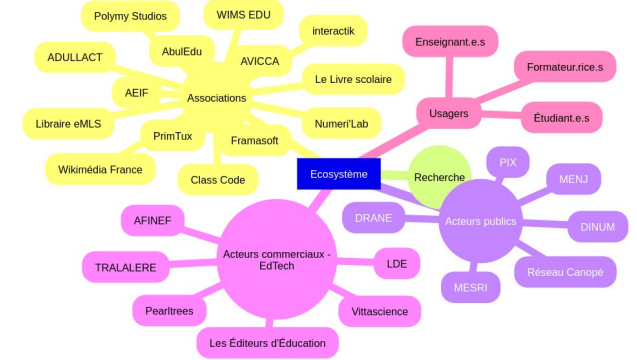 Polymy Studios
WIMS EDU
interactik
ADULLACT
AbulEdu
AVICCA
Le Livre scolaire
AEIF
Associations
Libraire eMLS
PrimTux
Framasoft
Numeri'Lab
Wikimédia France
Class Code
Enseignant.e.s
Formateur.rice.s
Usagers
Étudiant.e.s
Ecosystème
Recherche
PIX
MENJ
DRANE
Acteurs publics
DINUM
Réseau Canopé
MESRI
AFINEF
Acteurs commerciaux -
EdTech
TRALALERE
LDE
Pearltrees
Vittascience
Les Éditeurs d'Éducation